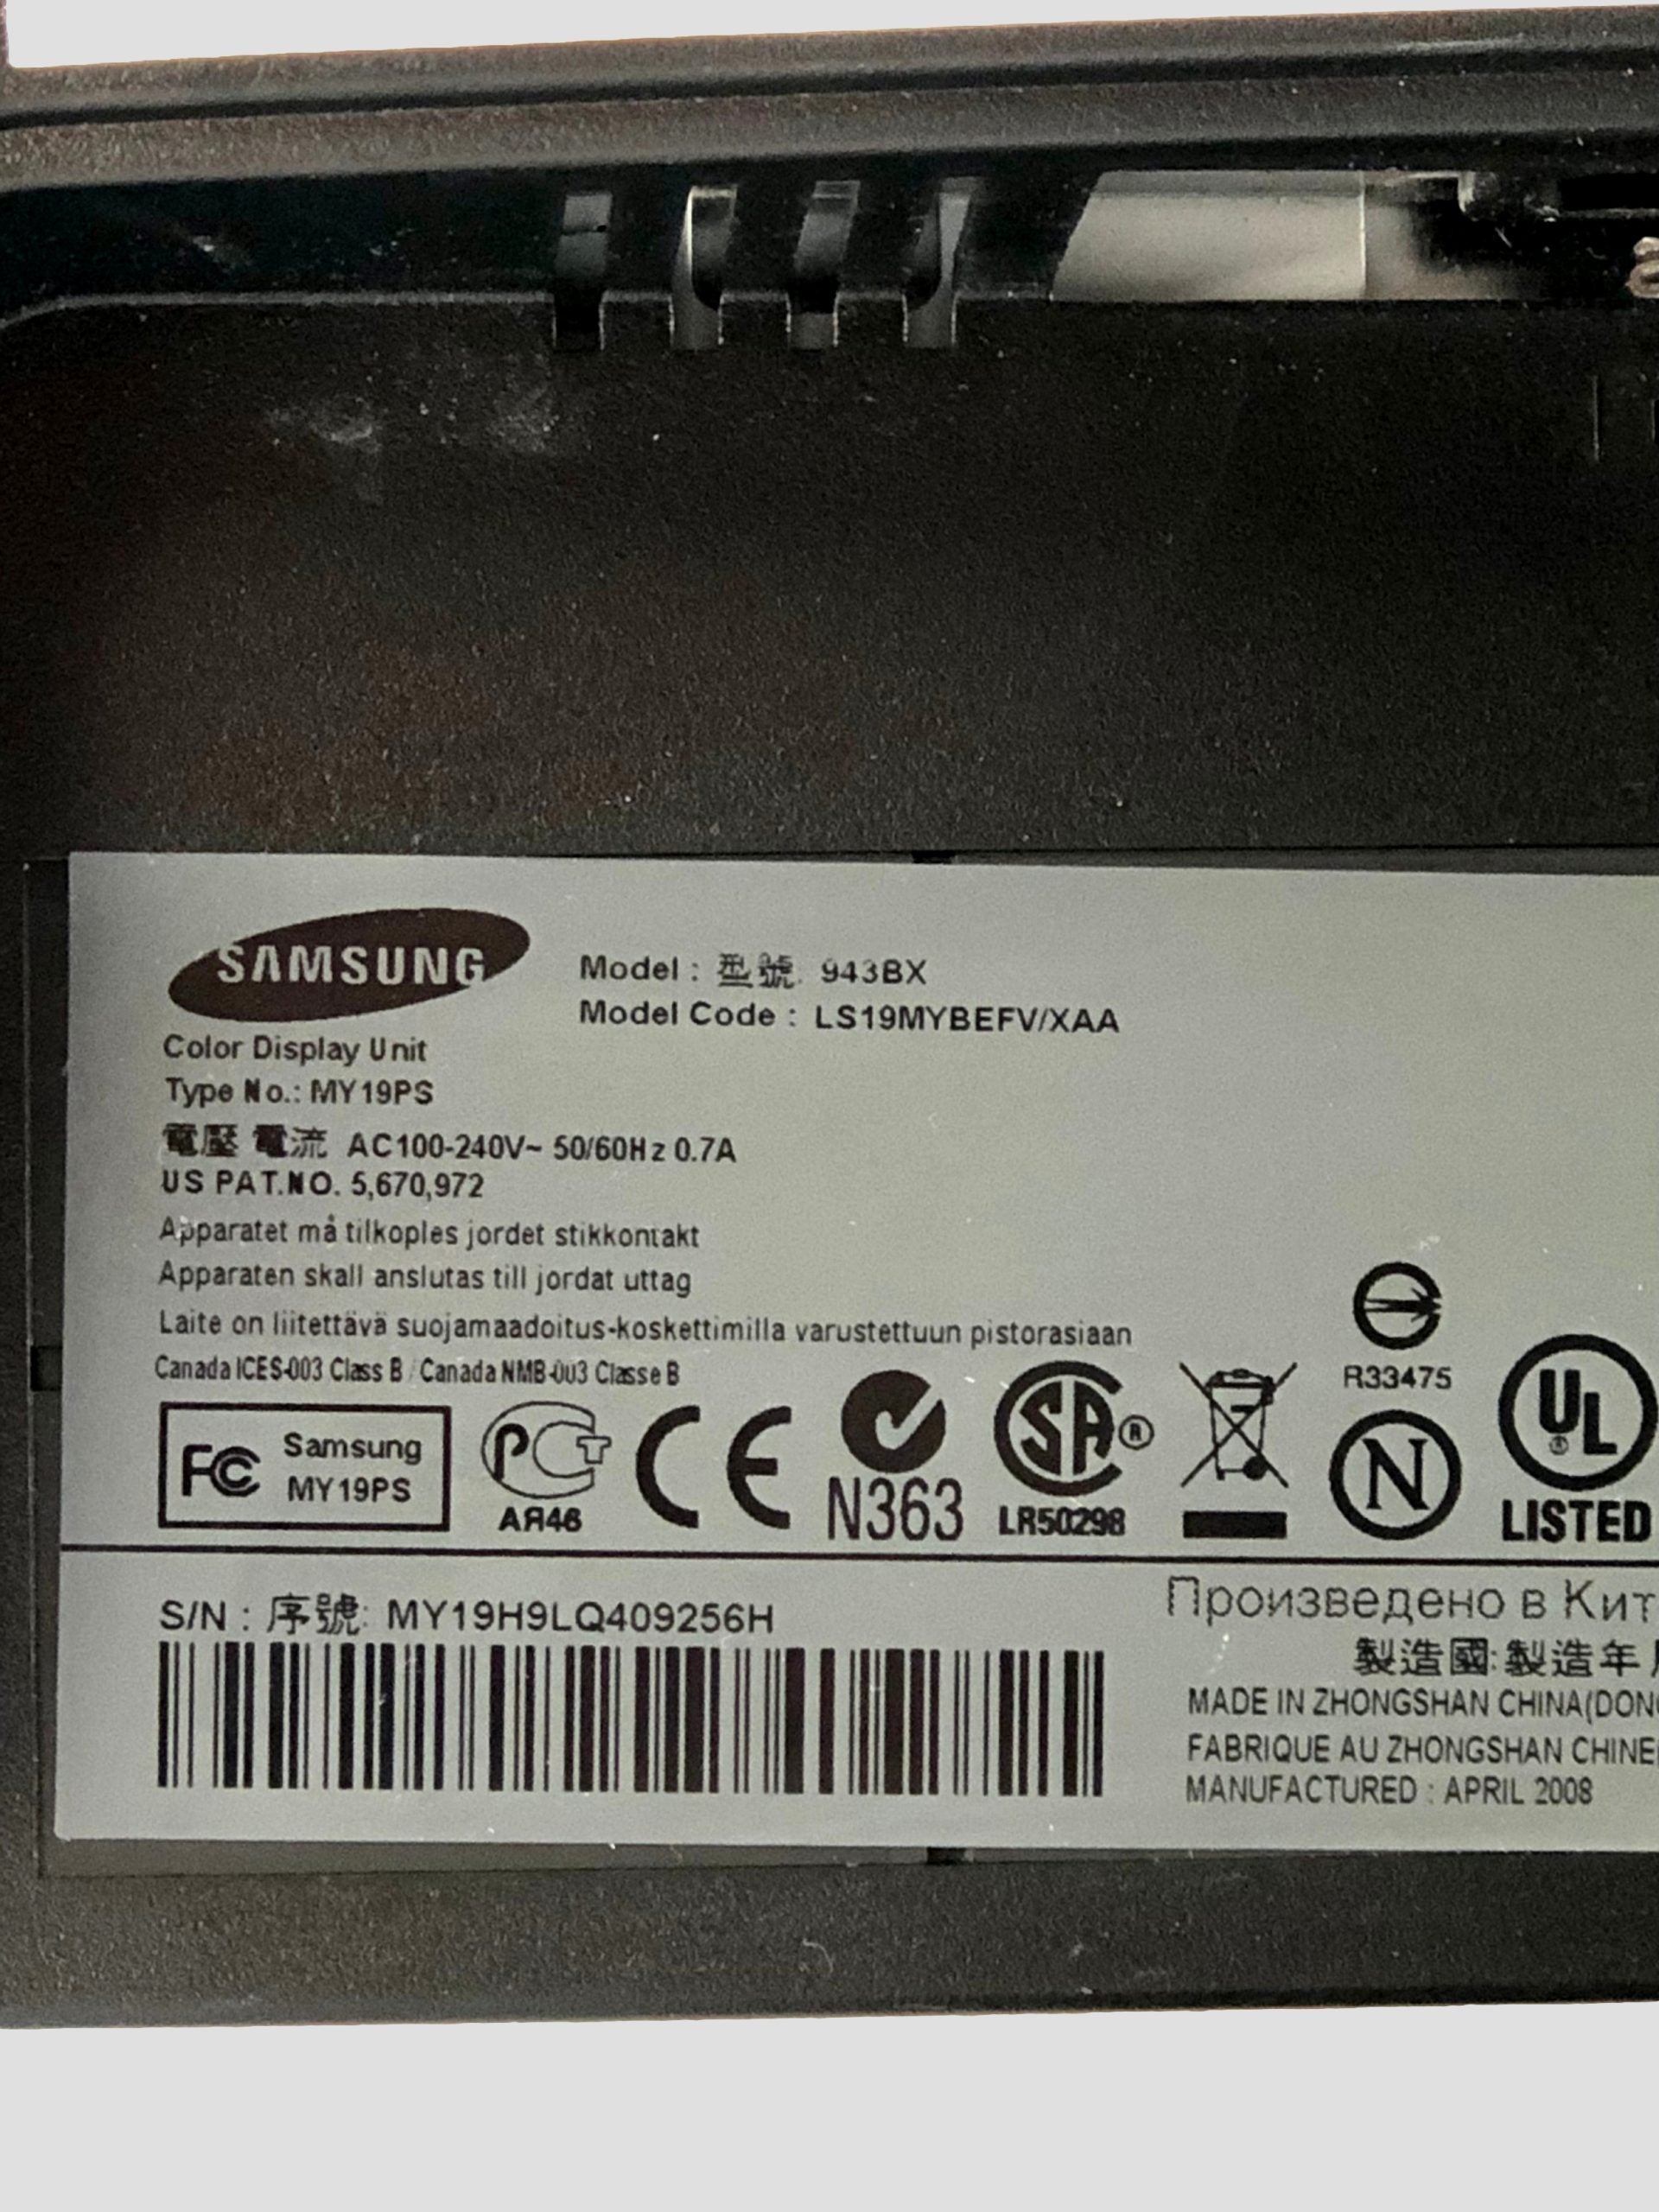 SAMSUNG
Model : 型號: 943BX
Model Code : LS19MYBEFV/XAA
Color Display Unit
Type No.: MY19PS
電壓 電流 AC100-240V~ 50/60Hz 0.7A
US PAT.NO. 5,670,972
Apparatet må tilkoples jordet stikkontakt
Apparaten skall anslutas till jordat uttag
Laite on liitettävä suojamaadoitus-koskettimilla varustettuun pistorasiaan
Canada ICES-003 Class B / Canada NMB-003 Classe B
R33475
FC Samsung
MY19PS
PCT
АЯ46
CE
N363
SA ®
LR50298
N
UL ®
LISTED
S/N : 序號: MY19H9LQ409256H
Произведено в Кит
製造國: 製造年
MADE IN ZHONGSHAN CHINA(DON
FABRIQUE AU ZHONGSHAN CHINE
MANUFACTURED : APRIL 2008